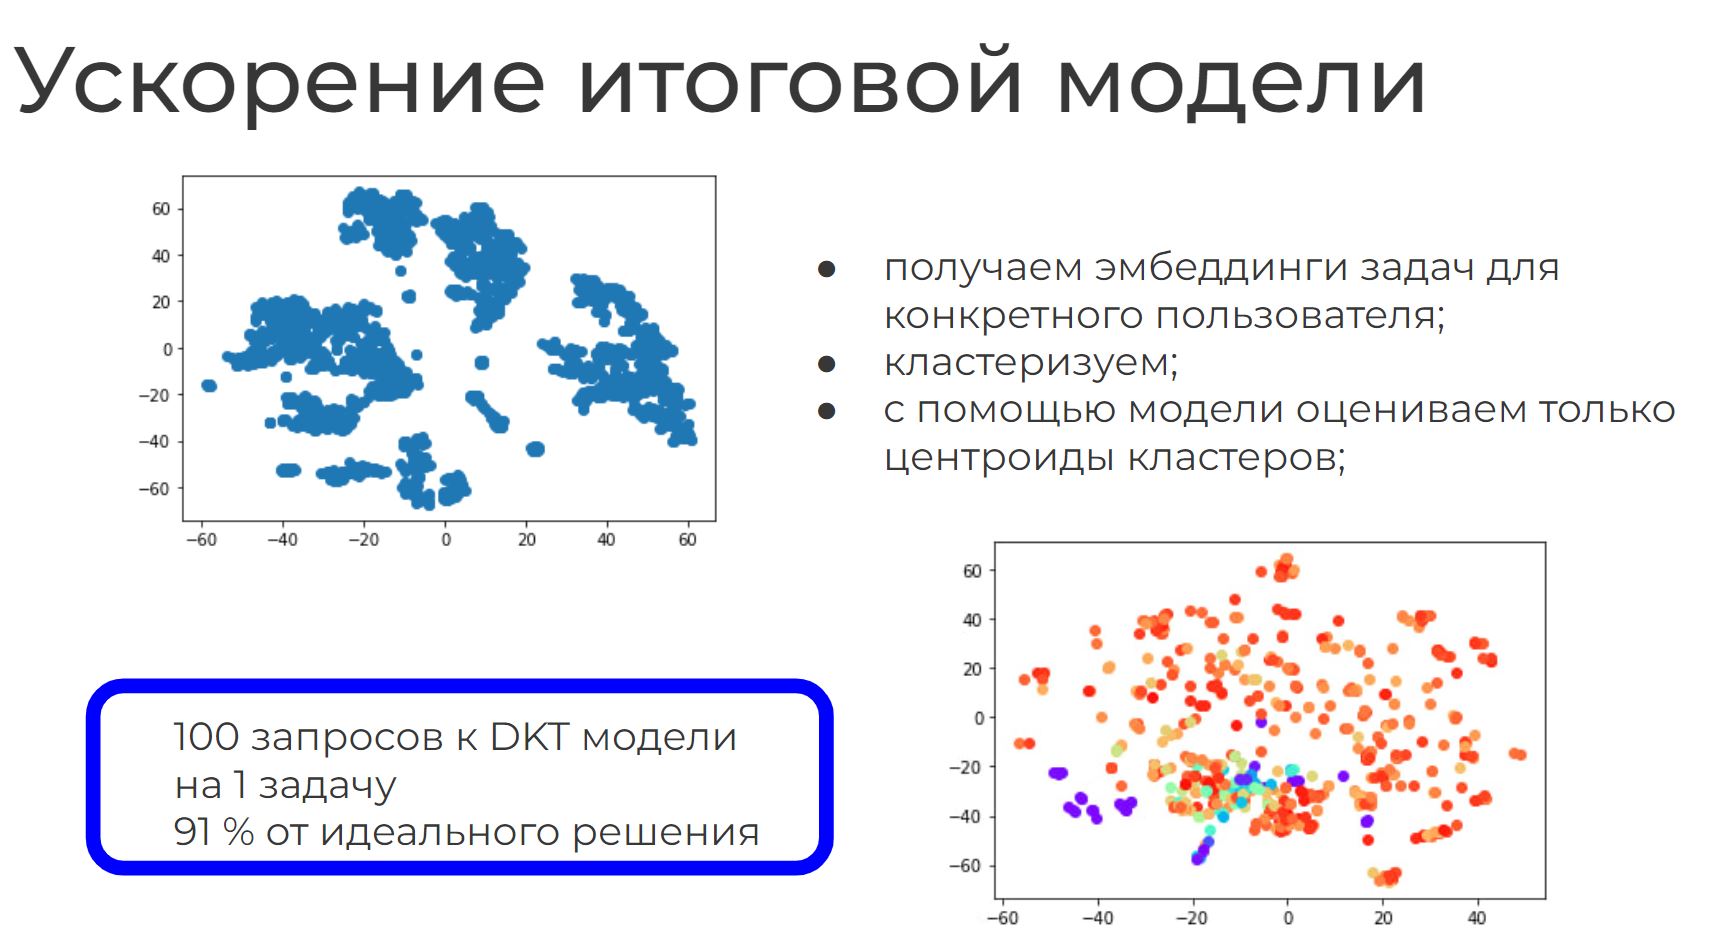 Ускорение итоговой модели
60
40
20
0
−20
−40
−60
−60 −40 −20 0 20 40 60
● получаем эмбеддинги задач для
конкретного пользователя;
● кластеризуем;
● с помощью модели оцениваем только
центроиды кластеров;
100 запросов к DKT модели
на 1 задачу
91 % от идеального решения
60
40
20
0
−20
−40
−60
−60 −40 −20 0 20 40